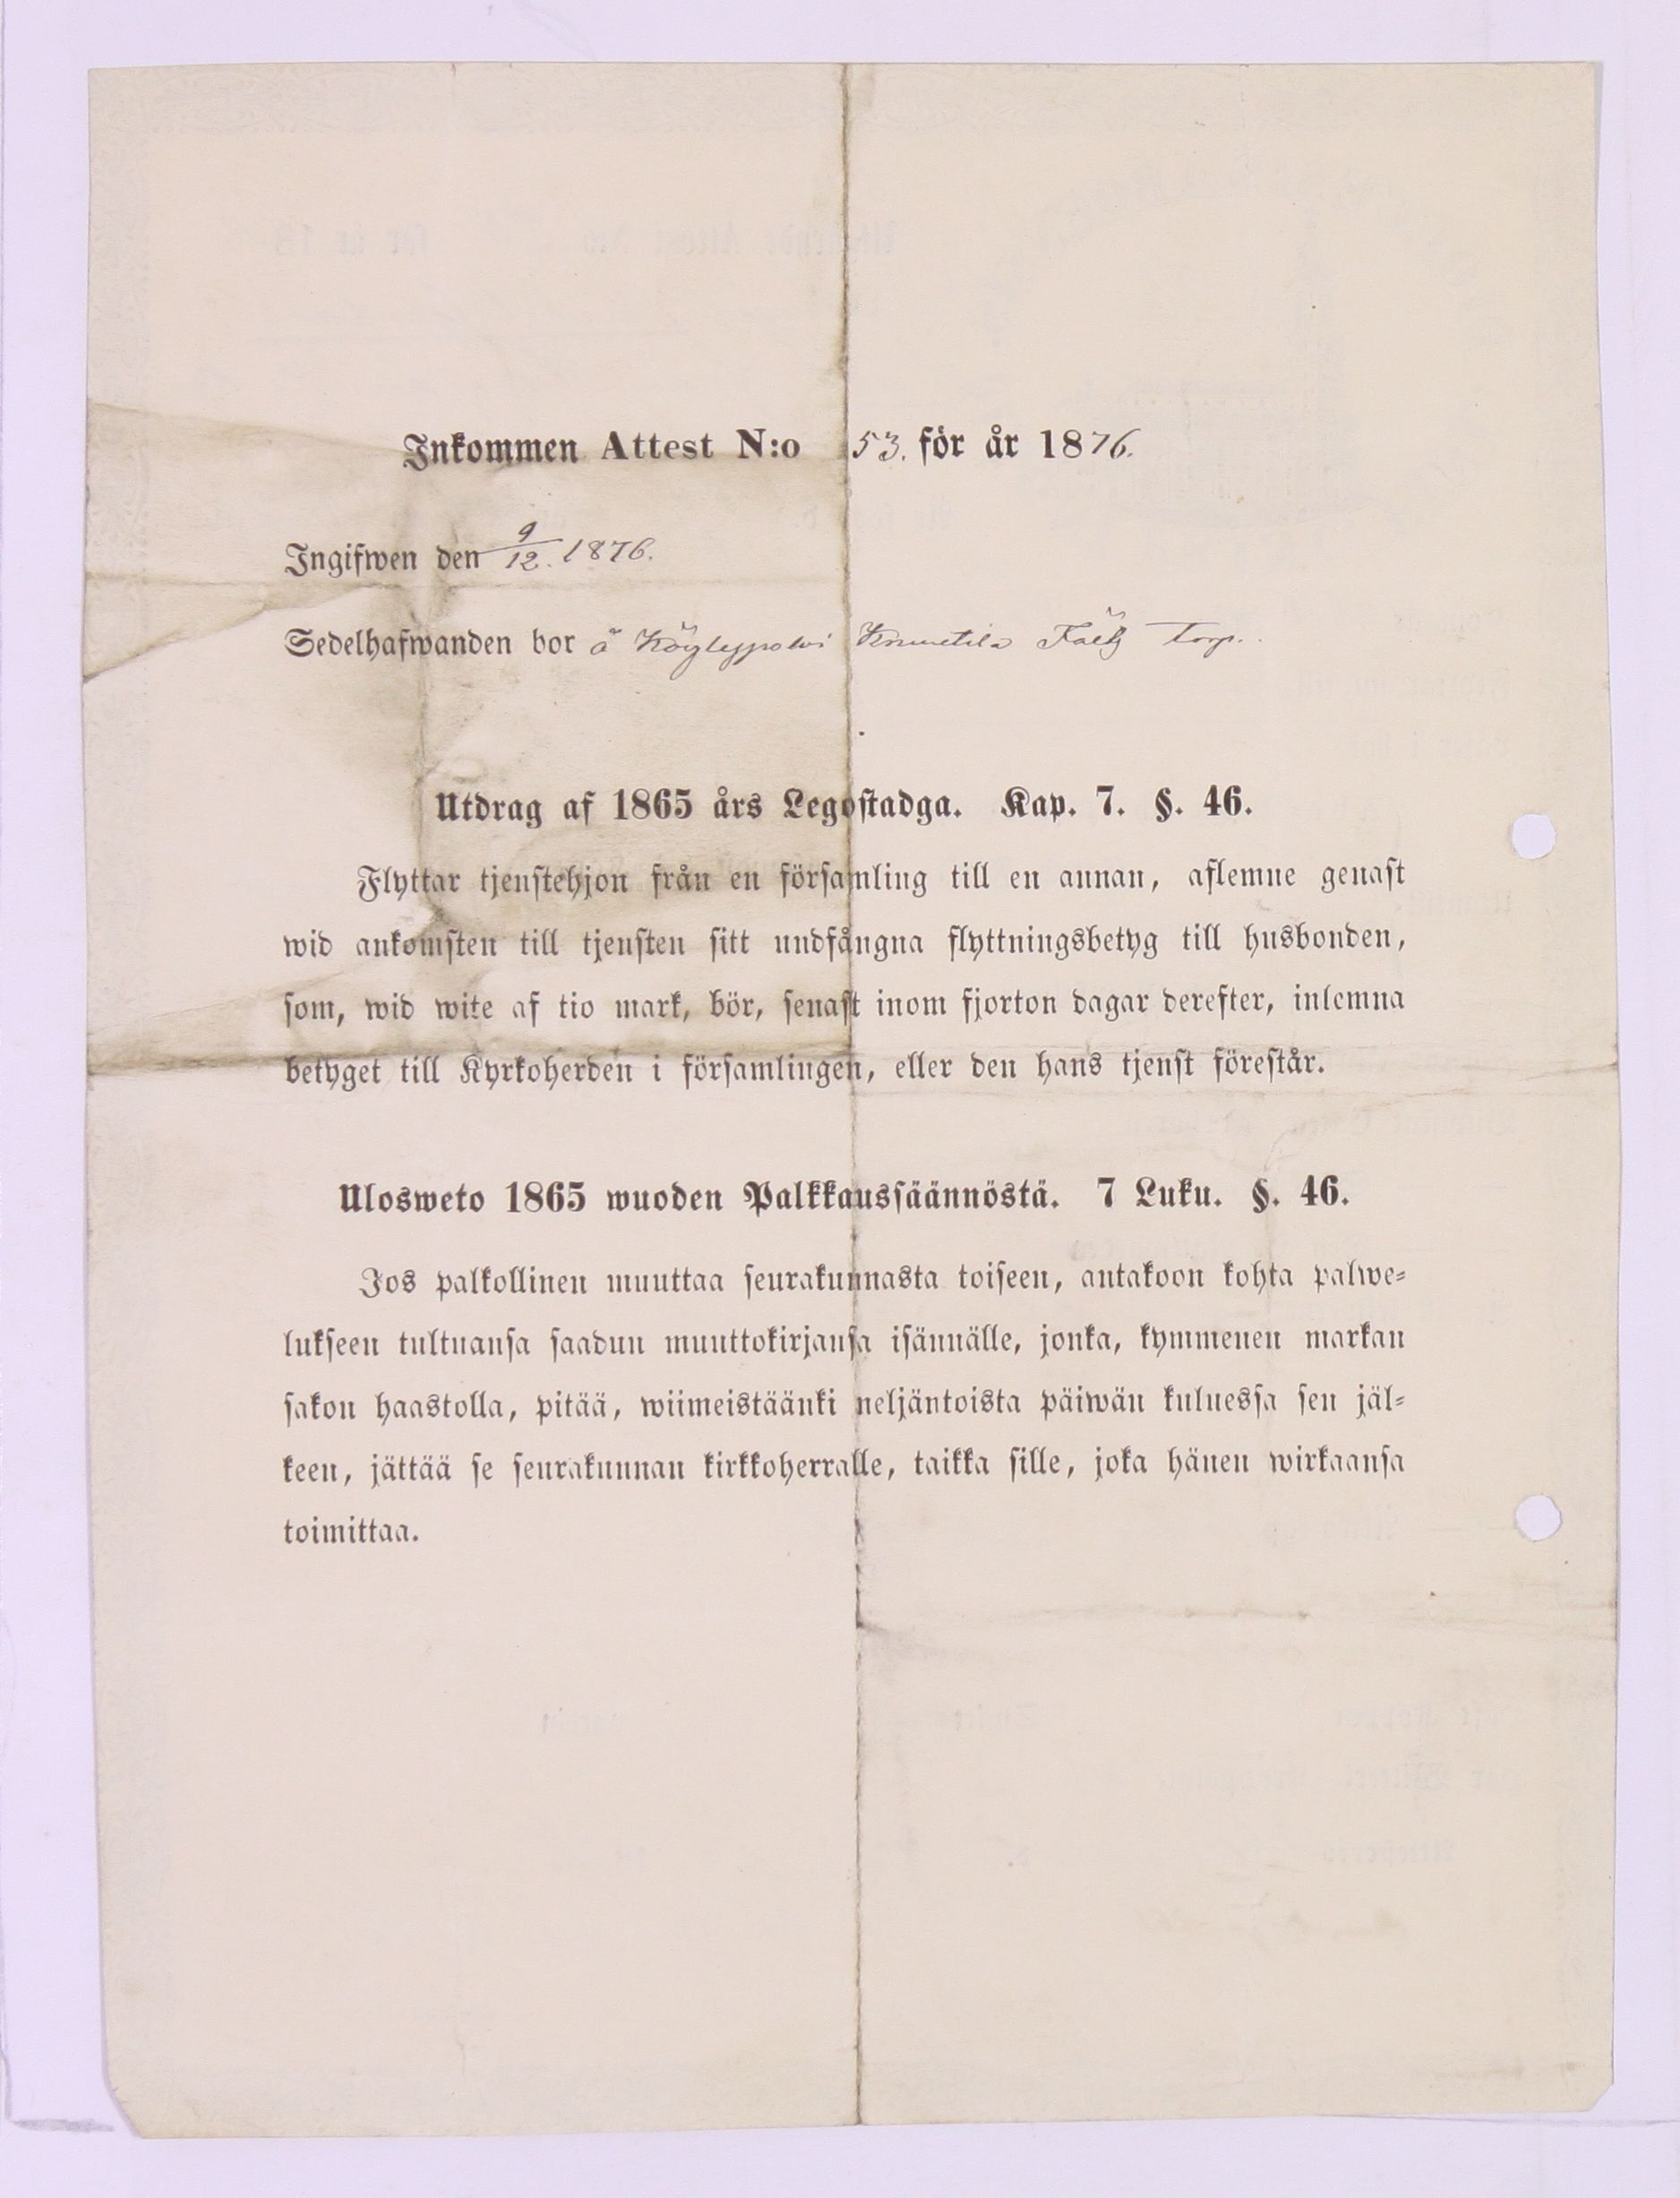 Inkommen Attest N:o 53. för år 1876.
Ingifwen den 9/12. 1876.
Sedelhafwanden bor å Köylypolvi Knuutila torp.
Utdrag af 1865 års Legostadga. Kap. 7. §. 46.
Flyttar tjenstehjon från en församling till en annan, aflemne genast
wid ankomsten till tjensten sitt undfångna flyttningsbetyg till husbonden,
som, wid wite af tio mark, bör, senast inom fjorton dagar derefter, inlemna
betyget till Kyrkoherden i församlingen, eller den hans tjenst förestår.
Ulosweto 1865 wuoden Palkkaussäännöstä. 7 Luku. §. 46.
Jos palkollinen muuttaa seurakunnasta toiseen, antakoon kohta palwe-
lukseen tultuansa saadun muuttokirjansa isännälle, jonka, kymmenen markan
sakon haastolla, pitää, wiimeistäänki neljäntoista päiwän kuluessa sen jäl-
keen, jättää se seurakunnan kirkkoherralle, taikka sille, joka hänen wirkaansa
toimittaa.